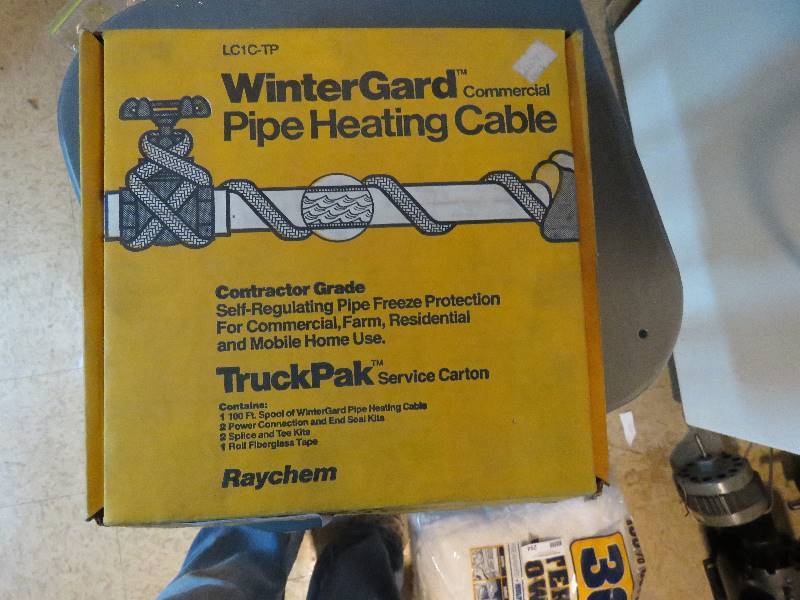 LC1C-TP
WinterGard™ Commercial
Pipe Heating Cable
Contractor Grade
Self-Regulating Pipe Freeze Protection
For Commercial, Farm, Residential
and Mobile Home Use.
TruckPak™ Service Carton
Contains:
1 100 Ft. Spool of WinterGard Pipe Heating Cable
2 Power Connection and End Seal Kits
2 Splice and Tee Kits
1 Roll Fiberglass Tape
Raychem